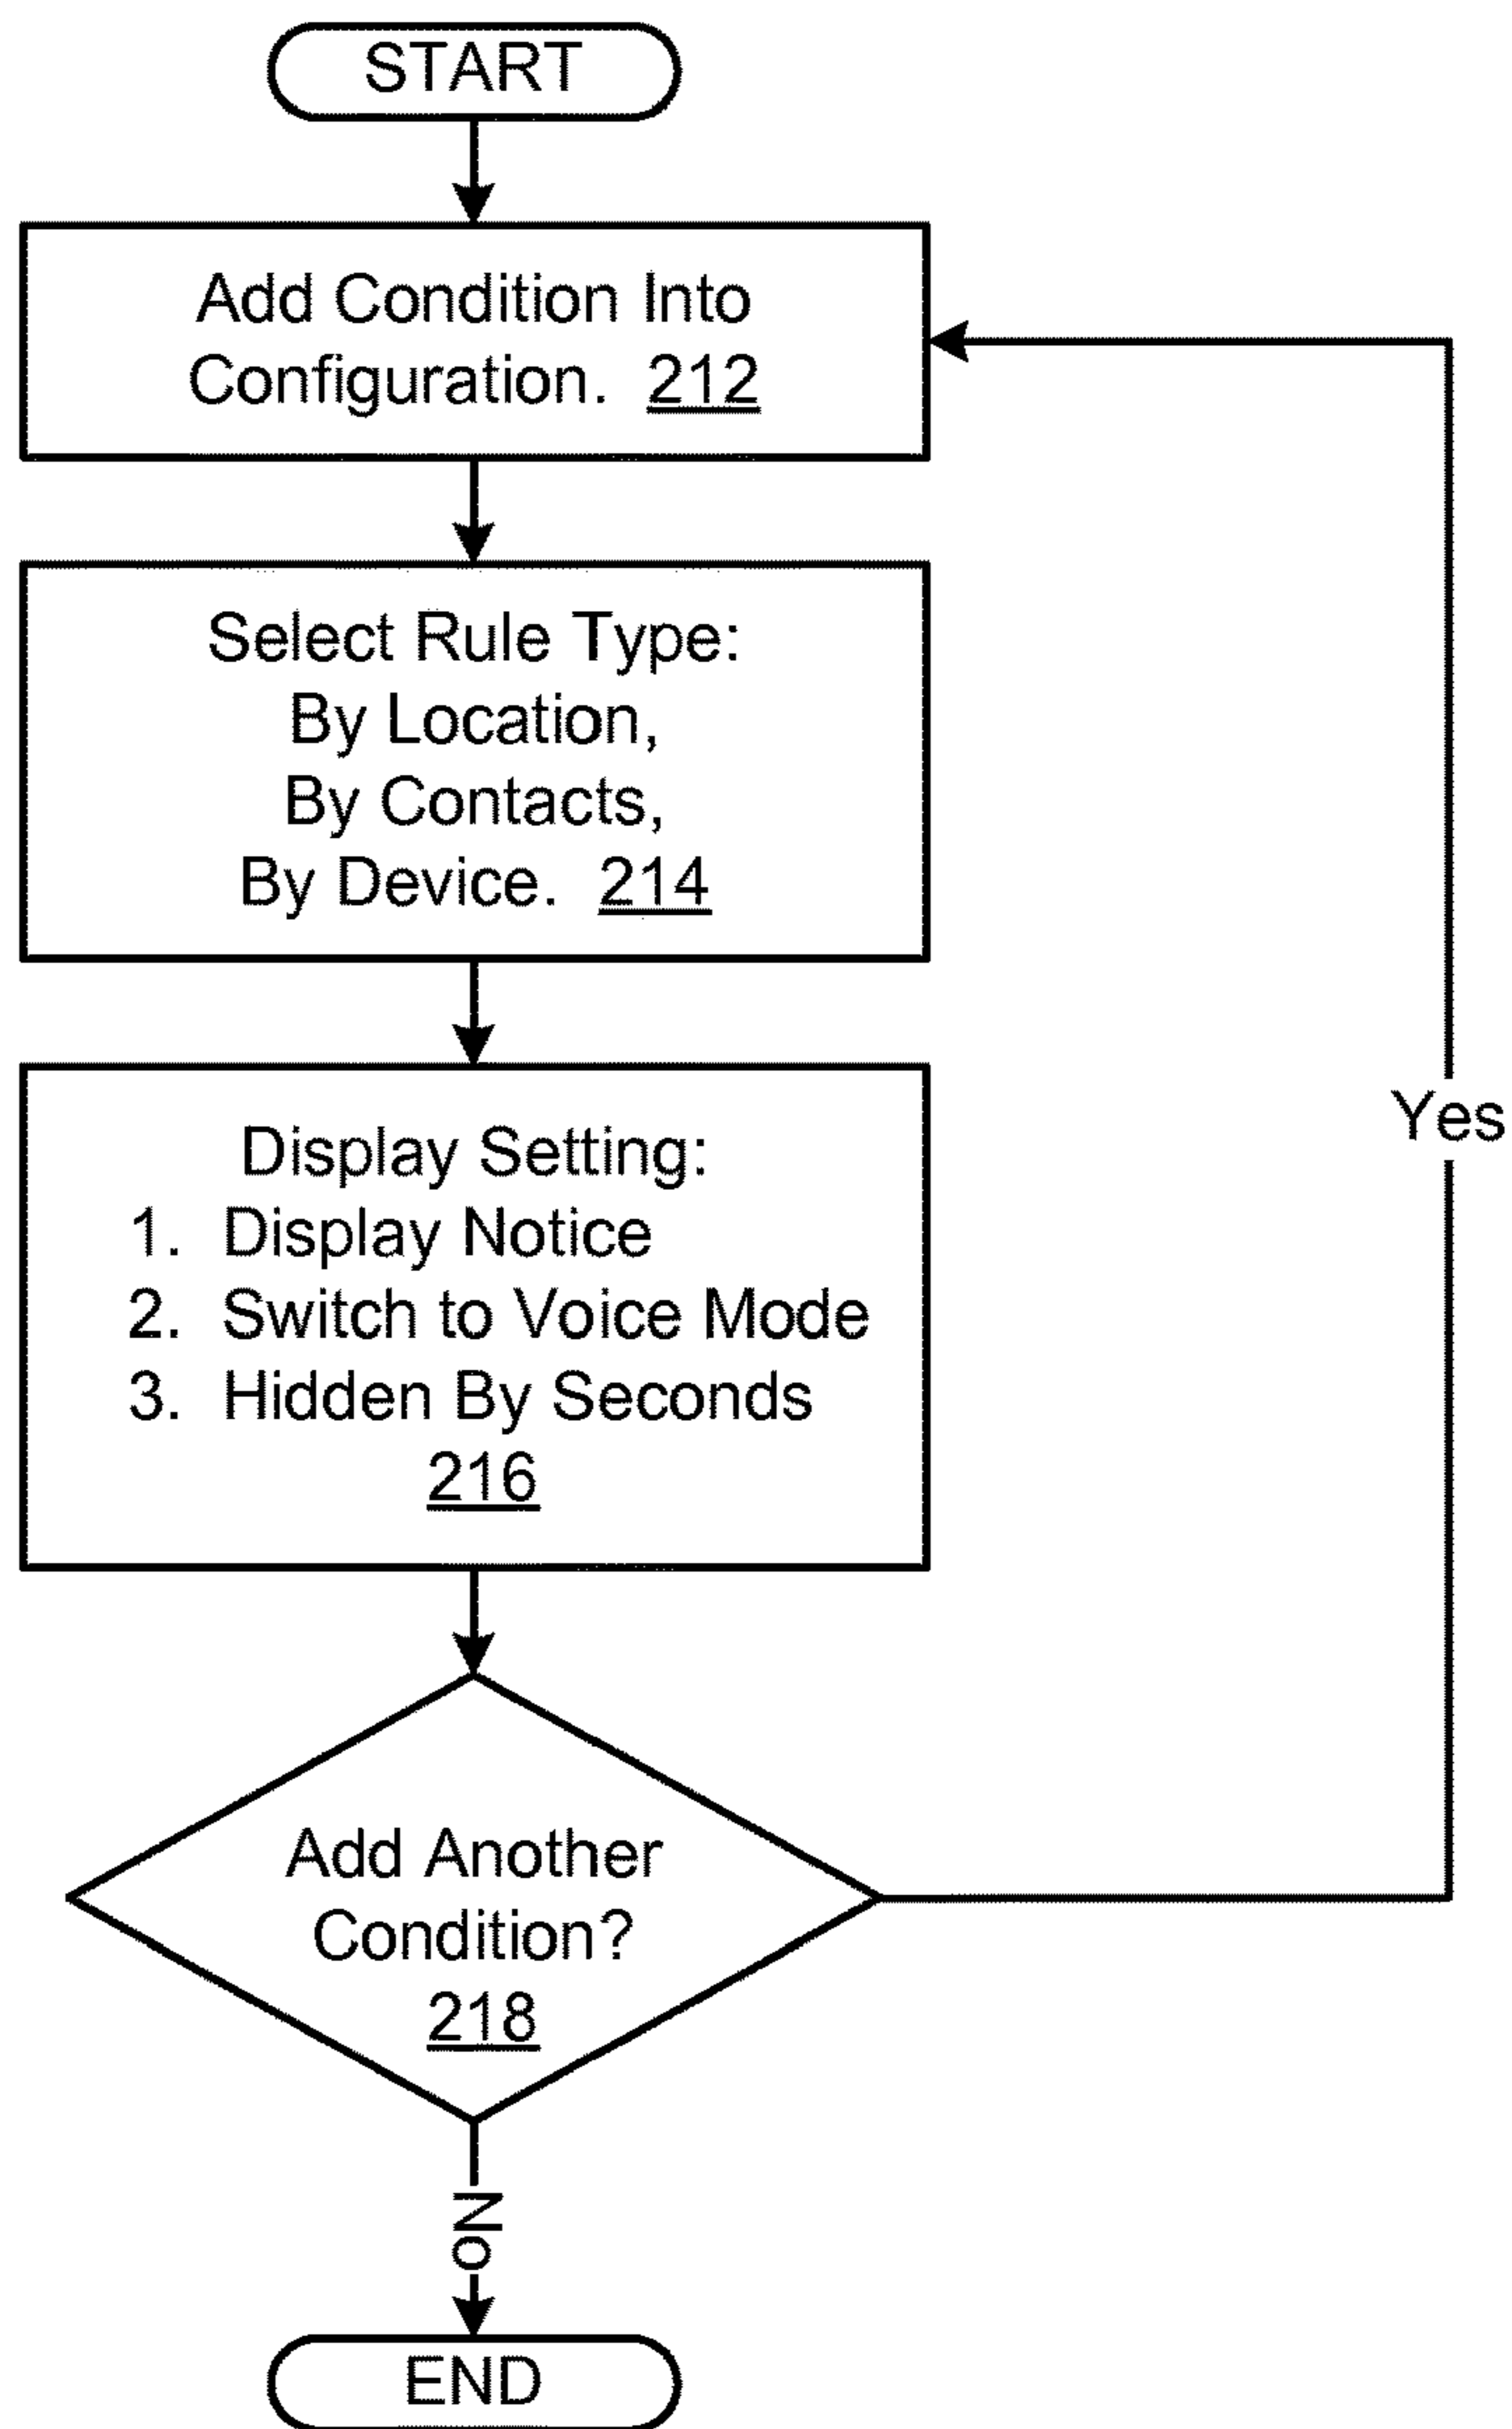 START
Add Condition Into
Configuration. 212
Select Rule Type:
By Location,
By Contacts,
By Device. 214
Display Setting:
1. Display Notice
2. Switch to Voice Mode
3. Hidden By Seconds
216
Add Another
Condition?
218
Yes
No
END